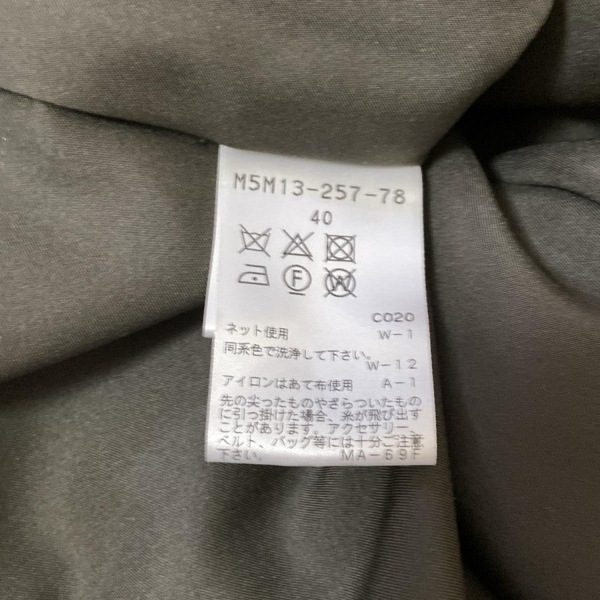 M5M13-257-78
40
F
W
C020
ネット使用 W-1
同系色で洗浄して下さい。
W-12
アイロンはあて布使用 A-1
先の尖ったものやざらついたもの
に引っ掛けた場合、糸が飛び出す
ことがあります。アクセサリー、
ベルト、バッグ等には十分ご注意
下さい。 MA-69F